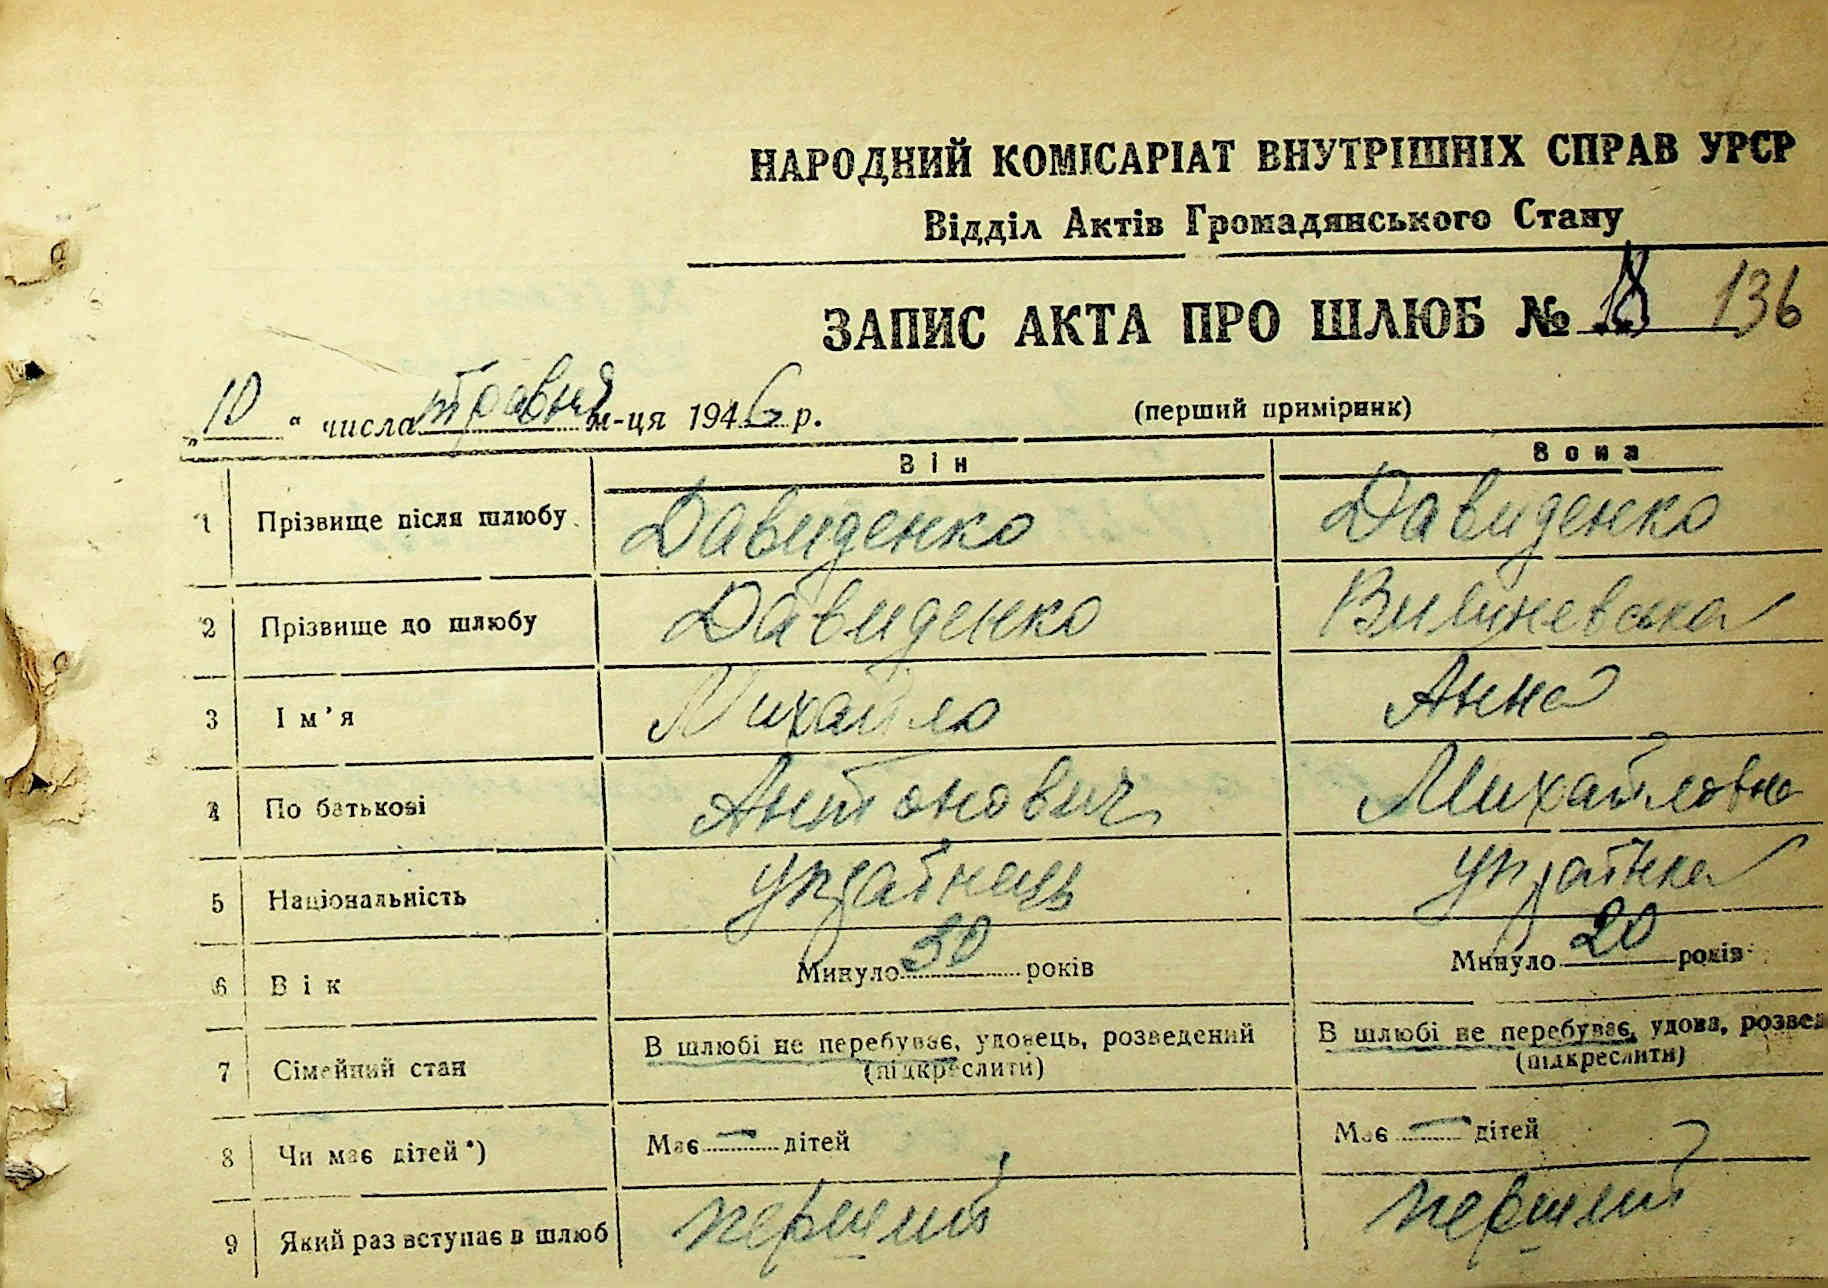 НАРОДНИЙ КОМІСАРІАТ ВНУТРІШНІХ СПРАВ УРСР
Відділ Актів Громадянського Стану
ЗАПИС АКТА ПРО ШЛЮБ № 18 136
„10“ числа травня м-ця 1946 р. (перший примірник)
Він Вона
1 Прізвище після шлюбу Давиденко Давиденко
2 Прізвище до шлюбу Давиденко Вишневська
3 Ім’я Михайло Анна
4 По батькові Антонович Михайловна
5 Національність українець українка
6 Вік Минуло 30 років Минуло 20 років
7 Сімейний стан В шлюбі не перебуває, удовець, розведений В шлюбі не перебуває, удова, розвед
(підкреслити) (підкреслити)
8 Чи має дітей *) Має — дітей Має — дітей
9 Який раз вступає в шлюб перший перший